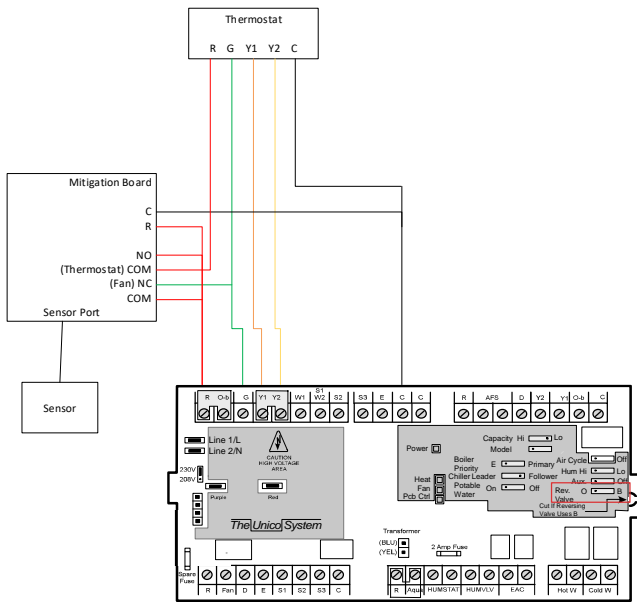 Thermostat
R G Y1 Y2 C
Mitigation Board
C
R
NO
(Thermostat) COM
(Fan) NC
COM
Sensor Port
Sensor
R O-b G Y1 Y2 W1 S1 W2 S2 S3 E C C R AFS D Y2 Y1 O-b C
Line 1/L
Line 2/N
230V
208V
CAUTION
HIGH VOLTAGE
AREA
Purple
Red
The Unico System
Spare
Fuse
Power
Heat
Fan
Pcb Ctrl
Capacity Hi Lo
Model
Boiler
Priority E Primary
Chiller Leader Follower
Potable
Water On Off
Air Cycle Off
Hum Hi Lo
Aux. Off
Rev.
Valve O B
Cut If Reversing
Valve Uses B
Transformer
(BLU)
(YEL)
2 Amp Fuse
R Fan D E S1 S2 S3 C R Aqua HUMSTAT HUMVLV EAC Hot W Cold W